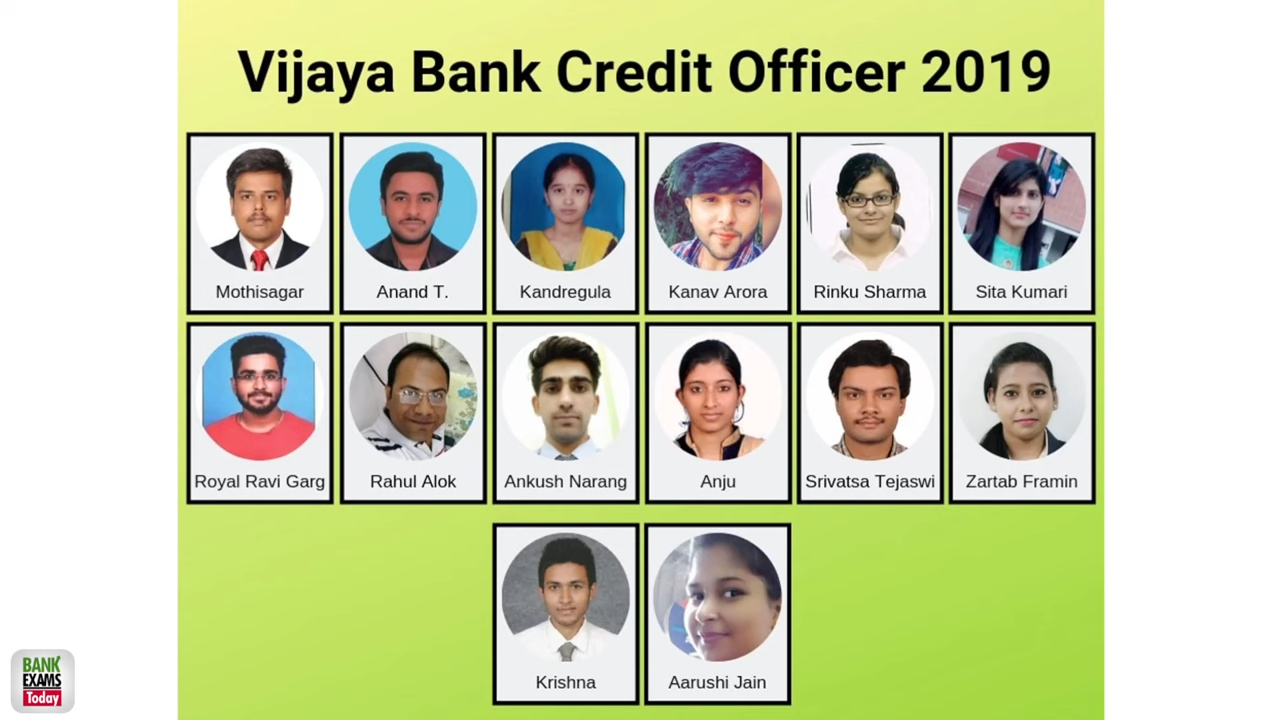 Vijaya Bank Credit Officer 2019
Mothisagar
Anand T.
Kandregula
Kanav Arora
Rinku Sharma
Sita Kumari
Royal Ravi Garg
Rahul Alok
Ankush Narang
Anju
Srivatsa Tejaswi
Zartab Framin
Krishna
Aarushi Jain
BANK
EXAMS
Today